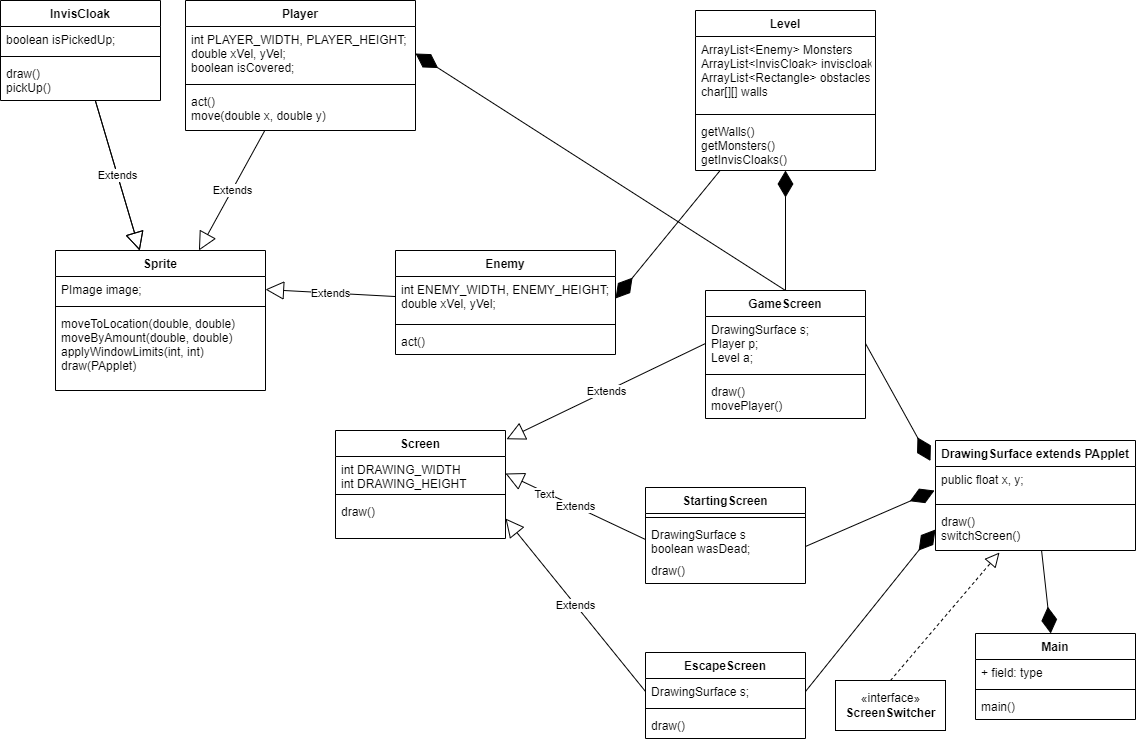 InvisCloak
boolean isPickedUp;
draw()
pickUp()
Player
int PLAYER_WIDTH, PLAYER_HEIGHT;
double xVel, yVel;
boolean isCovered;
act()
move(double x, double y)
Level
ArrayList<Enemy> Monsters
ArrayList<InvisCloak> inviscloak
ArrayList<Rectangle> obstacles
char[][] walls
getWalls()
getMonsters()
getInvisCloaks()
Extends
Extends
Sprite
PImage image;
moveToLocation(double, double)
moveByAmount(double, double)
applyWindowLimits(int, int)
draw(PApplet)
Extends
Enemy
int ENEMY_WIDTH, ENEMY_HEIGHT;
double xVel, yVel;
act()
GameScreen
DrawingSurface s;
Player p;
Level a;
draw()
movePlayer()
Extends
Screen
int DRAWING_WIDTH
int DRAWING_HEIGHT
draw()
Text
Extends
StartingScreen
DrawingSurface s
boolean wasDead;
draw()
DrawingSurface extends PApplet
public float x, y;
draw()
switchScreen()
Extends
EscapeScreen
DrawingSurface s;
draw()
«interface»
ScreenSwitcher
Main
+ field: type
main()